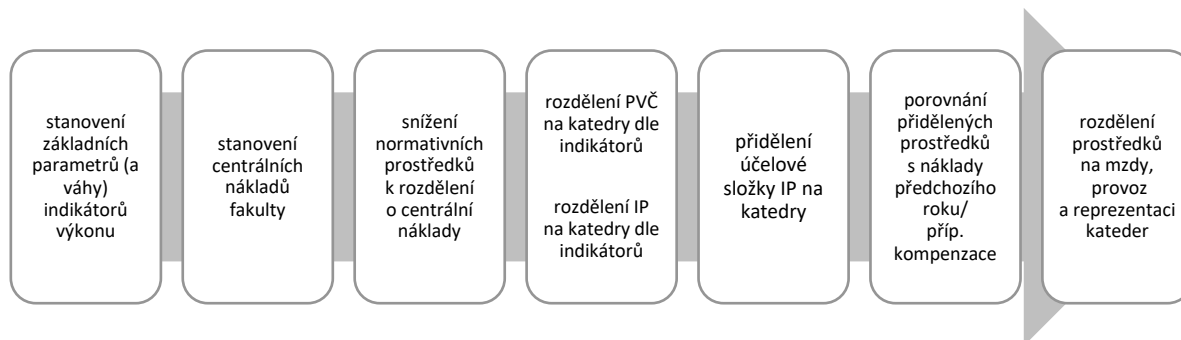 stanovení
základních
parametrů (a
váhy)
indikátorů
výkonu
stanovení
centrálních
nákladů
fakulty
snížení
normativních
prostředků
k rozdělení
o centrální
náklady
rozdělení PVČ
na katedry dle
indikátorů
rozdělení IP
na katedry dle
indikátorů
přidělení
účelové
složky IP na
katedry
porovnání
přidělených
prostředků
s náklady
předchozího
roku/
příp.
kompenzace
rozdělení
prostředků
na mzdy,
provoz
a reprezentaci
kateder